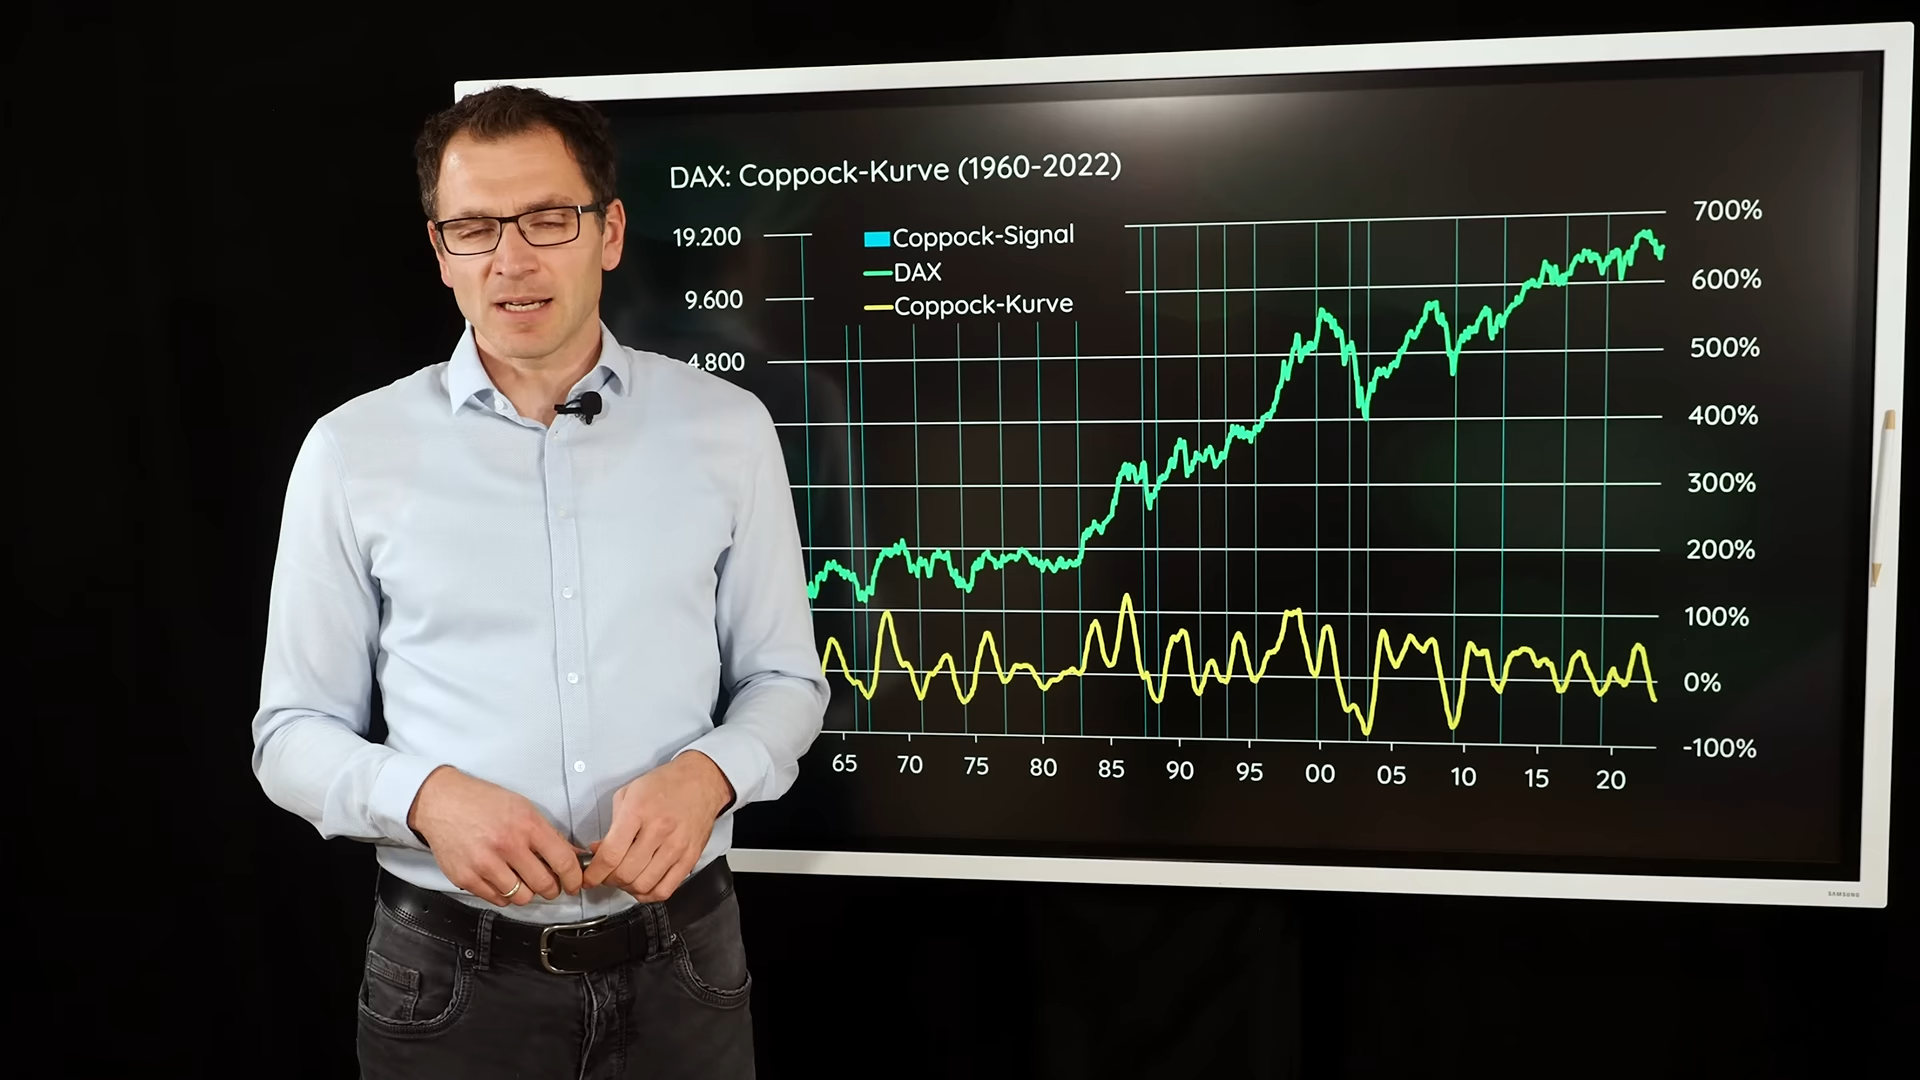 DAX: Coppock-Kurve (1960-2022)
19.200
9.600
4.800
Coppock-Signal
DAX
Coppock-Kurve
700%
600%
500%
400%
300%
200%
100%
0%
-100%
65 70 75 80 85 90 95 00 05 10 15 20
SAMSUNG